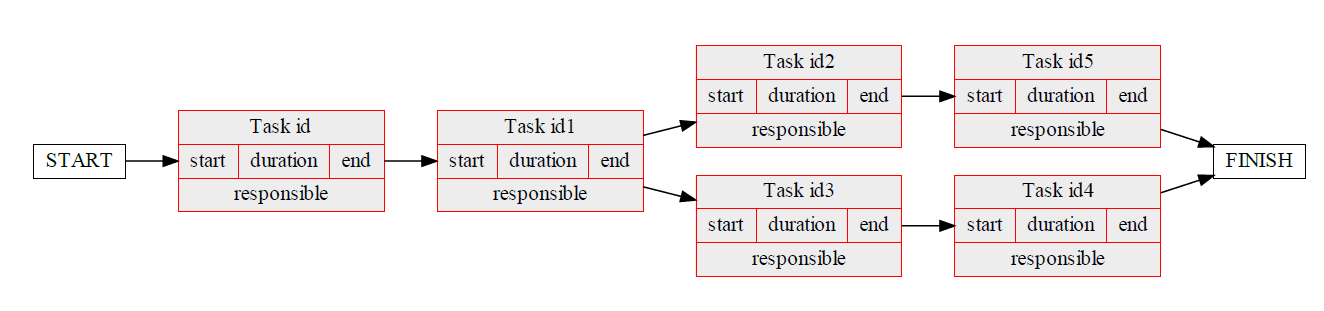 START
Task id
start duration end
responsible
Task id1
start duration end
responsible
Task id2
start duration end
responsible
Task id3
start duration end
responsible
Task id5
start duration end
responsible
Task id4
start duration end
responsible
FINISH